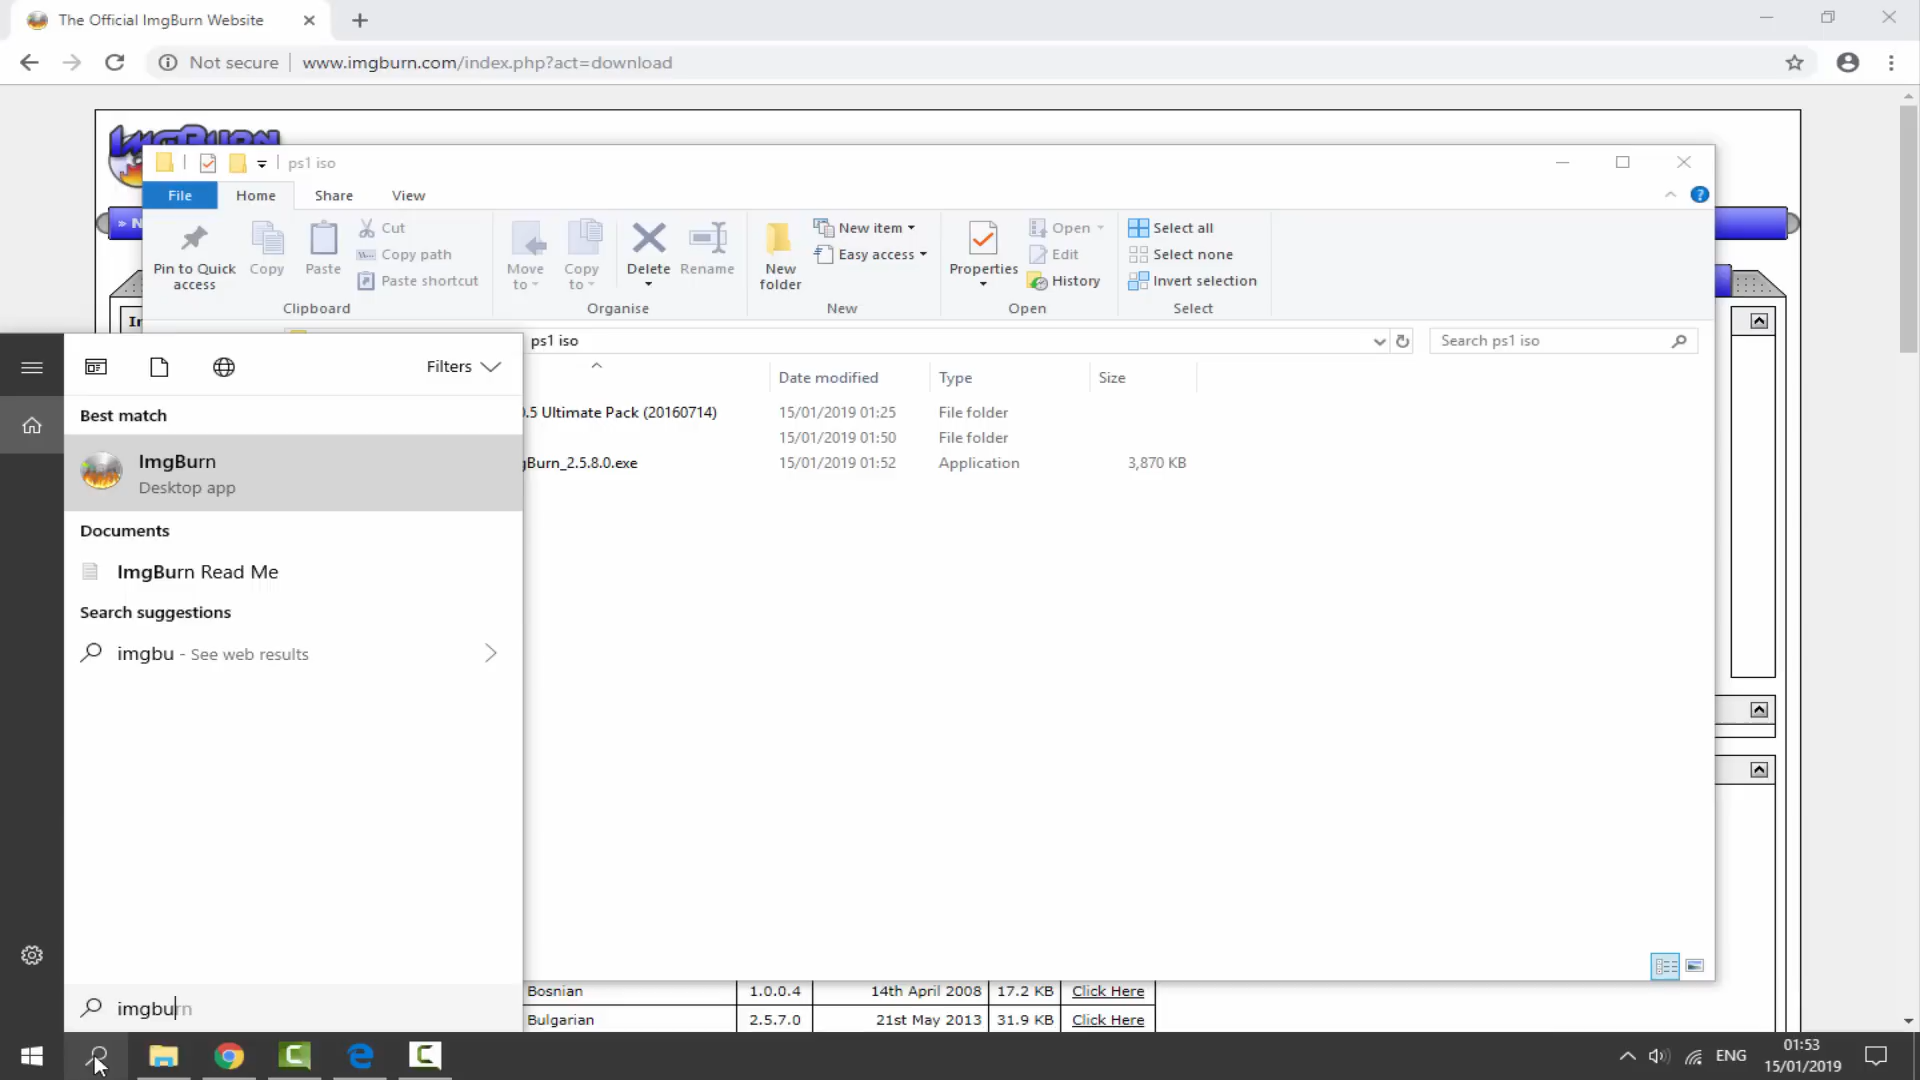 The Official ImgBurn Website
Not secure
www.imgburn.com/index.php?act=download
ImgBurn
ps1 iso
File
Home
Share
View
Pin to Quick access
Copy
Paste
Cut
Copy path
Paste shortcut
Clipboard
Move to
Copy to
Delete
Rename
Organise
New folder
New item
Easy access
New
Properties
Open
Edit
History
Open
Select all
Select none
Invert selection
Select
ps1 iso
Search ps1 iso
Date modified
Type
Size
0.5 Ultimate Pack (20160714)
15/01/2019 01:25
File folder
15/01/2019 01:50
File folder
gBurn_2.5.8.0.exe
15/01/2019 01:52
Application
3,870 KB
Filters
Best match
ImgBurn
Desktop app
Documents
ImgBurn Read Me
Search suggestions
imgbu - See web results
imgburn
Bosnian
1.0.0.4
14th April 2008
17.2 KB
Click Here
Bulgarian
2.5.7.0
21st May 2013
31.9 KB
Click Here
ENG
01:53
15/01/2019